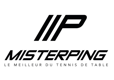 MISTERPING
LE MEILLEUR DU TENNIS DE TABLE